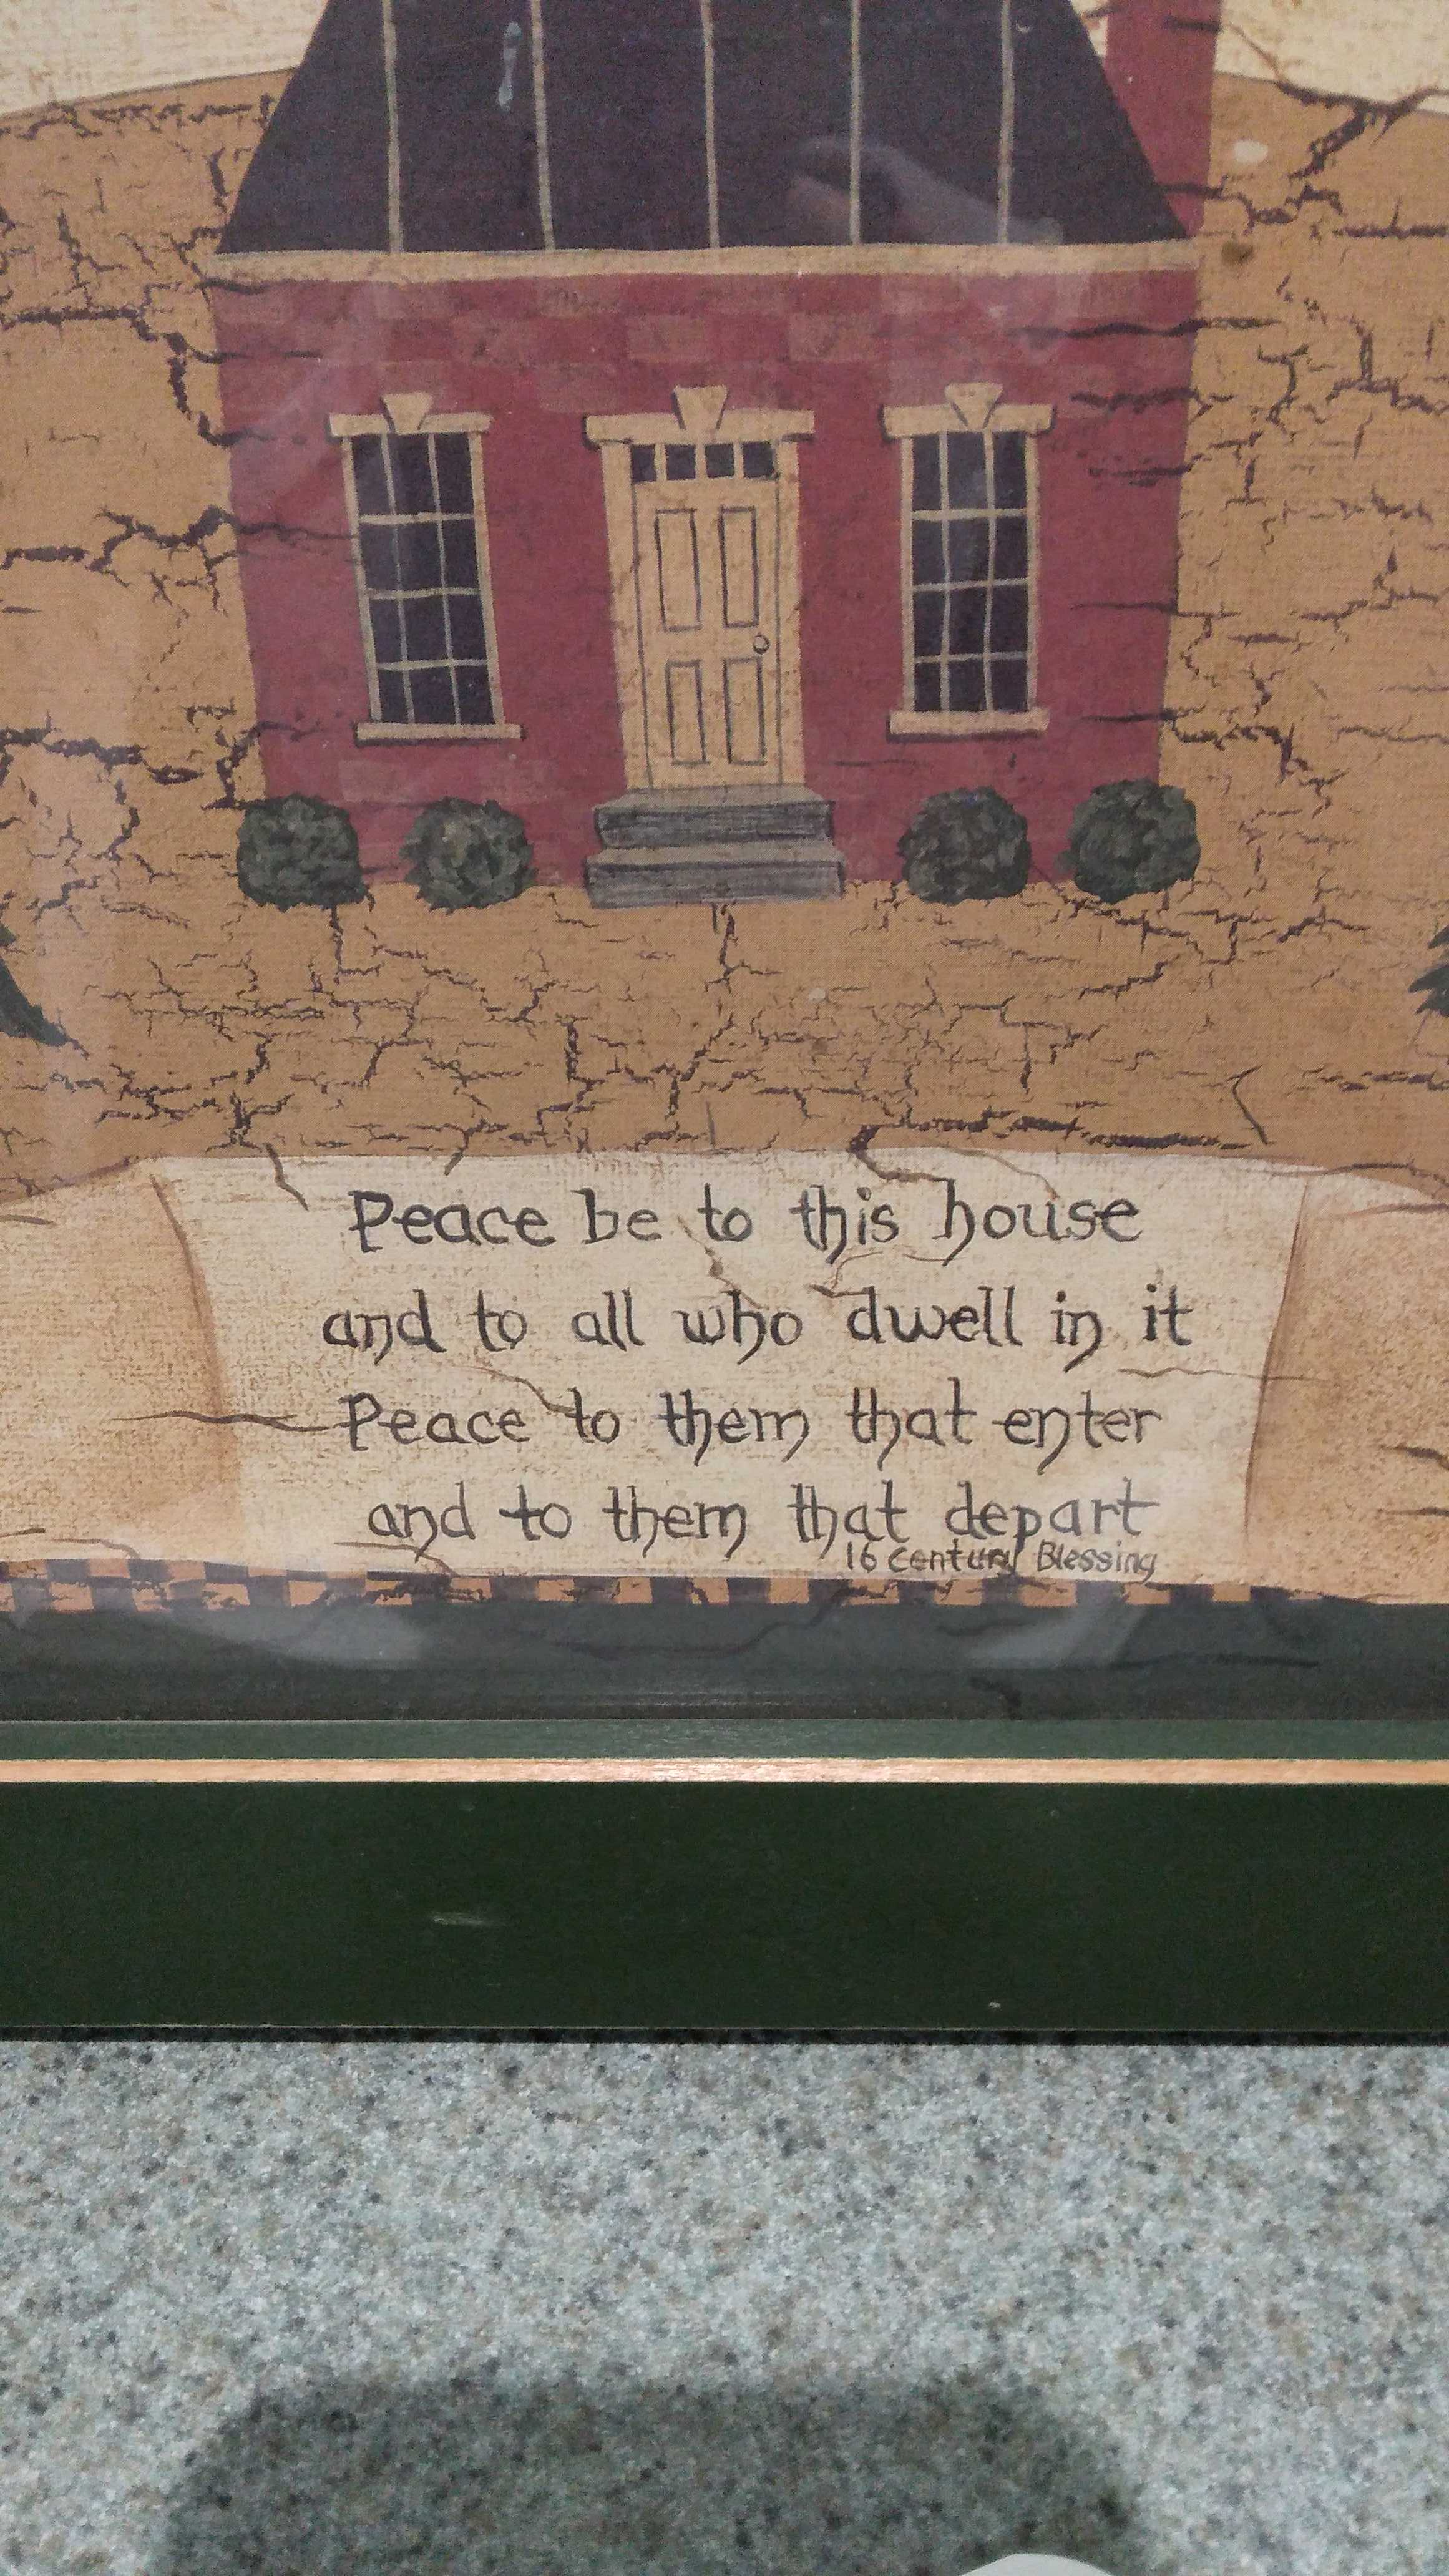 Peace be to this house
and to all who dwell in it
Peace to them that enter
and to them that depart
16 Century Blessing